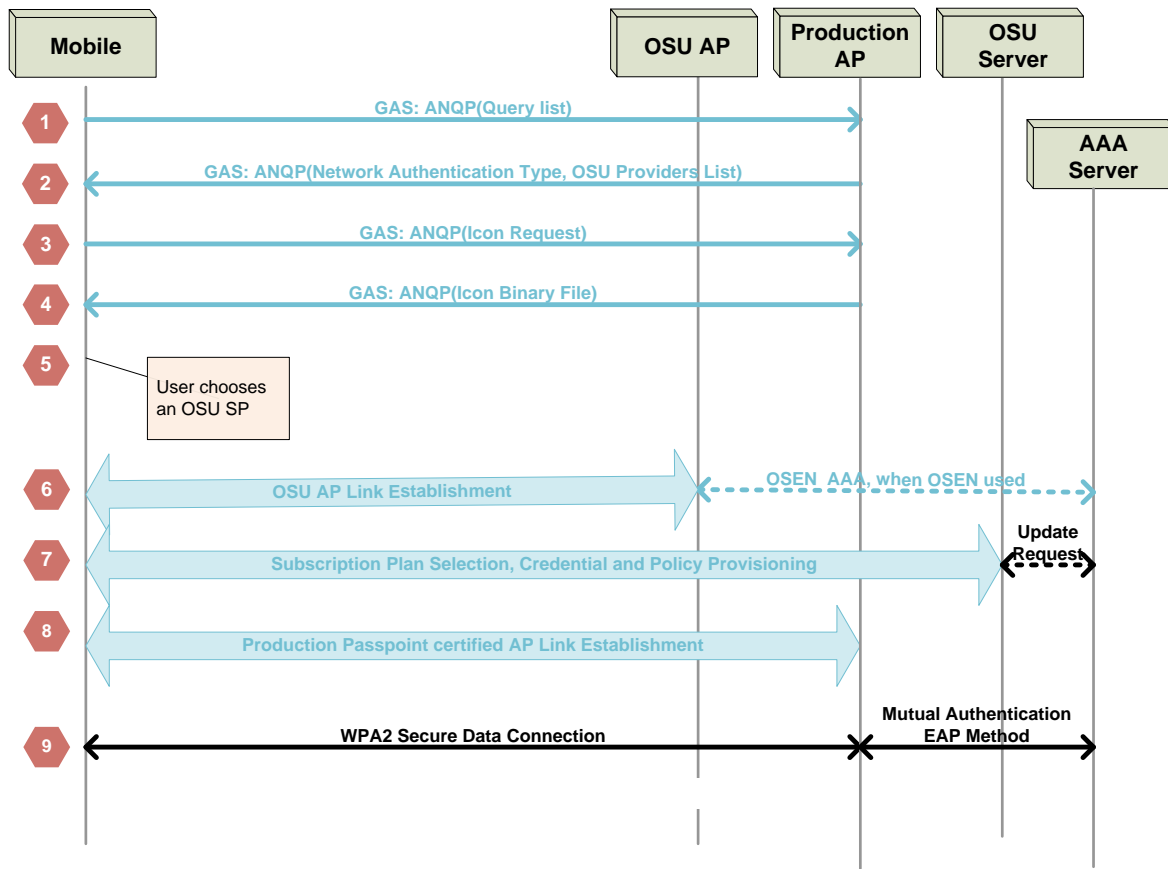 Mobile
OSU AP
Production
AP
OSU
Server
AAA
Server
1
GAS: ANQP(Query list)
2
GAS: ANQP(Network Authentication Type, OSU Providers List)
3
GAS: ANQP(Icon Request)
4
GAS: ANQP(Icon Binary File)
5
User chooses
an OSU SP
6
OSU AP Link Establishment
OSEN  AAA, when OSEN used
7
Subscription Plan Selection, Credential and Policy Provisioning
Update
Request
8
Production Passpoint certified AP Link Establishment
9
WPA2 Secure Data Connection
Mutual Authentication
EAP Method